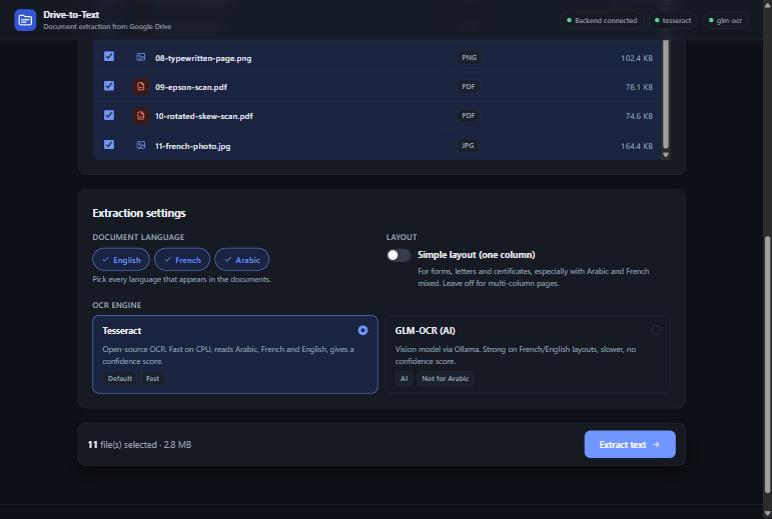 Drive-to-Text
Document extraction from Google Drive
Backend connected
tesseract
glm-ocr
08-typewritten-page.png PNG 102.4 KB
09-epson-scan.pdf PDF 78.1 KB
10-rotated-skew-scan.pdf PDF 74.6 KB
11-french-photo.jpg JPG 164.4 KB
Extraction settings
DOCUMENT LANGUAGE
English French Arabic
Pick every language that appears in the documents.
LAYOUT
Simple layout (one column)
For forms, letters and certificates, especially with Arabic and French
mixed. Leave off for multi-column pages.
OCR ENGINE
Tesseract
Open-source OCR. Fast on CPU, reads Arabic, French and English, gives a
confidence score.
Default Fast
GLM-OCR (AI)
Vision model via Ollama. Strong on French/English layouts, slower, no
confidence score.
AI Not for Arabic
11 file(s) selected · 2.8 MB
Extract text →